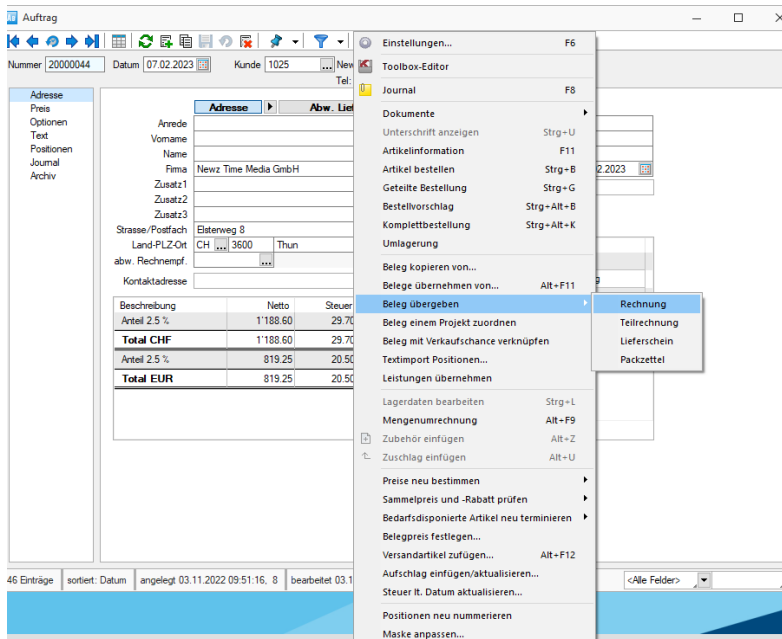 Auftrag
Nummer 20000044 Datum 07.02.2023 Kunde 1025 ... New
Tel:
Adresse
Preis
Optionen
Text
Positionen
Journal
Archiv
Adresse Abw. Lief
Anrede
Vorname
Name
Firma Newz Time Media GmbH 2.2023
Zusatz1
Zusatz2
Zusatz3
Strasse/Postfach Elsterweg 8
Land-PLZ-Ort CH ... 3600 Thun
abw. Rechnempf. ...
Kontaktadresse
Beschreibung Netto Steuer
Anteil 2.5 % 1'188.60 29.70
Total CHF 1'188.60 29.70
Anteil 2.5 % 819.25 20.50
Total EUR 819.25 20.50
Einstellungen... F6
Toolbox-Editor
Journal F8
Dokumente
Unterschrift anzeigen Strg+U
Artikelinformation F11
Artikel bestellen Strg+B
Geteilte Bestellung Strg+G
Bestellvorschlag Strg+Alt+B
Komplettbestellung Strg+Alt+K
Umlagerung
Beleg kopieren von...
Belege übernehmen von... Alt+F11
Beleg übergeben
Beleg einem Projekt zuordnen
Beleg mit Verkaufschance verknüpfen
Textimport Positionen...
Leistungen übernehmen
Lagerdaten bearbeiten Strg+L
Mengenumrechnung Alt+F9
Zubehör einfügen Alt+Z
Zuschlag einfügen Alt+U
Preise neu bestimmen
Sammelpreis und -Rabatt prüfen
Bedarfsdisponierte Artikel neu terminieren
Belegpreis festlegen...
Versandartikel zufügen... Alt+F12
Aufschlag einfügen/aktualisieren...
Steuer lt. Datum aktualisieren...
Positionen neu nummerieren
Maske anpassen...
Rechnung
Teilrechnung
Lieferschein
Packzettel
46 Einträge sortiert: Datum angelegt 03.11.2022 09:51:16, 8 bearbeitet 03.1 <Alle Felder>